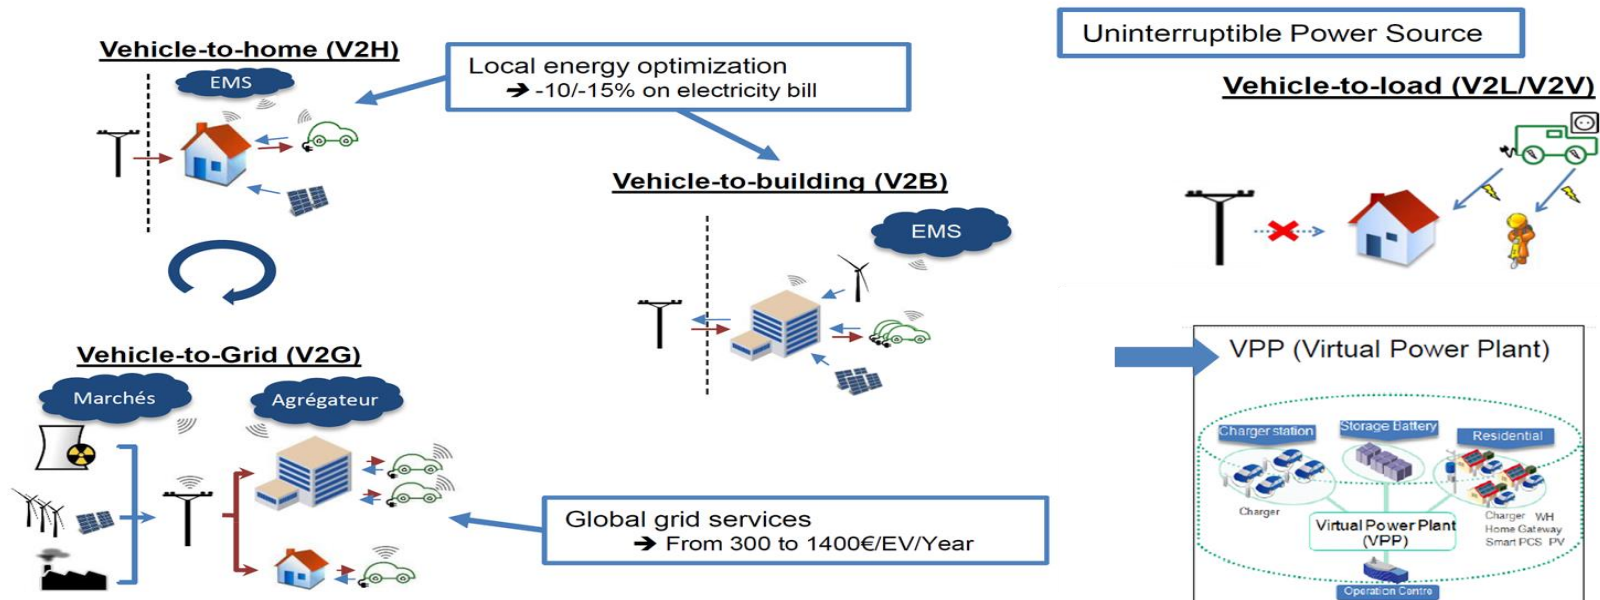 Vehicle-to-home (V2H)
EMS
Local energy optimization
➔ -10/-15% on electricity bill
Uninterruptible Power Source
Vehicle-to-load (V2L/V2V)
Vehicle-to-building (V2B)
EMS
Vehicle-to-Grid (V2G)
Marchés
Agrégateur
Global grid services
➔ From 300 to 1400€/EV/Year
VPP (Virtual Power Plant)
Charger station
Storage Battery
Residential
Charger
Charger WH
Home Gateway
Smart PCS PV
Virtual Power Plant
(VPP)
Operation Centre